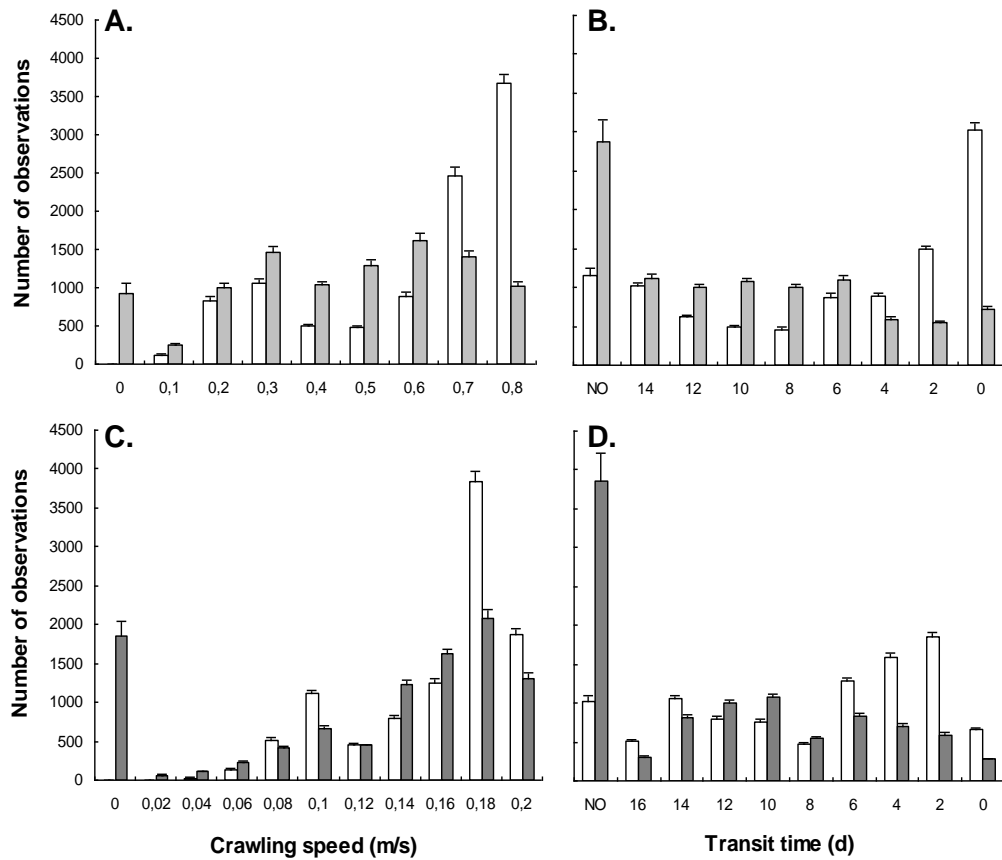 A.
B.
Number of observations
4500
4000
3500
3000
2500
2000
1500
1000
500
0
0 0,1 0,2 0,3 0,4 0,5 0,6 0,7 0,8
NO 14 12 10 8 6 4 2 0
C.
D.
Number of observations
4500
4000
3500
3000
2500
2000
1500
1000
500
0
0 0,02 0,04 0,06 0,08 0,1 0,12 0,14 0,16 0,18 0,2
NO 16 14 12 10 8 6 4 2 0
Crawling speed (m/s)
Transit time (d)